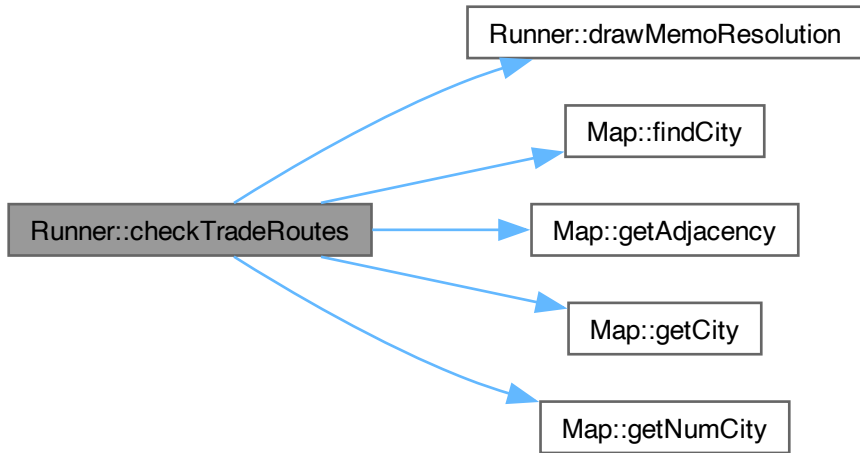 Runner::drawMemoResolution
Map::findCity
Runner::checkTradeRoutes
Map::getAdjacency
Map::getCity
Map::getNumCity